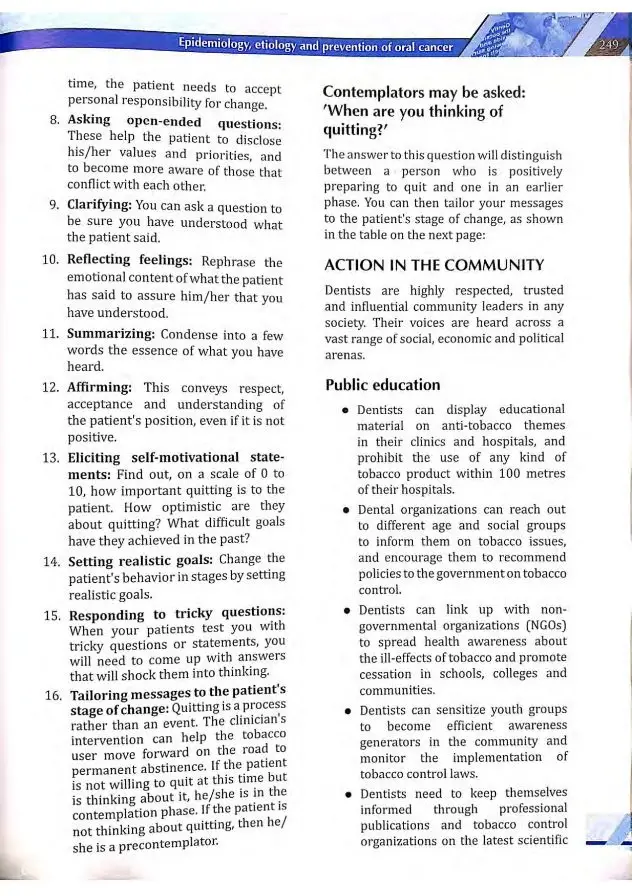 Epidemiology, etiology and prevention of oral cancer
249
time, the patient needs to accept
personal responsibility for change.
8. Asking open-ended questions:
These help the patient to disclose
his/her values and priorities, and
to become more aware of those that
conflict with each other.
9. Clarifying: You can ask a question to
be sure you have understood what
the patient said.
10. Reflecting feelings: Rephrase the
emotional content of what the patient
has said to assure him/her that you
have understood.
11. Summarizing: Condense into a few
words the essence of what you have
heard.
12. Affirming: This conveys respect,
acceptance and understanding of
the patient's position, even if it is not
positive.
13. Eliciting self-motivational state-
ments: Find out, on a scale of 0 to
10, how important quitting is to the
patient. How optimistic are they
about quitting? What difficult goals
have they achieved in the past?
14. Setting realistic goals: Change the
patient's behavior in stages by setting
realistic goals.
15. Responding to tricky questions:
When your patients test you with
tricky questions or statements, you
will need to come up with answers
that will shock them into thinking.
16. Tailoring messages to the patient's
stage of change: Quitting is a process
rather than an event. The clinician's
intervention can help the tobacco
user move forward on the road to
permanent abstinence. If the patient
is not willing to quit at this time but
is thinking about it, he/she is in the
contemplation phase. If the patient is
not thinking about quitting, then he/
she is a precontemplator.
Contemplators may be asked:
'When are you thinking of
quitting?'
The answer to this question will distinguish
between a person who is positively
preparing to quit and one in an earlier
phase. You can then tailor your messages
to the patient's stage of change, as shown
in the table on the next page:
ACTION IN THE COMMUNITY
Dentists are highly respected, trusted
and influential community leaders in any
society. Their voices are heard across a
vast range of social, economic and political
arenas.
Public education
• Dentists can display educational
material on anti-tobacco themes
in their clinics and hospitals, and
prohibit the use of any kind of
tobacco product within 100 metres
of their hospitals.
• Dental organizations can reach out
to different age and social groups
to inform them on tobacco issues,
and encourage them to recommend
policies to the government on tobacco
control.
• Dentists can link up with non-
governmental organizations (NGOs)
to spread health awareness about
the ill-effects of tobacco and promote
cessation in schools, colleges and
communities.
• Dentists can sensitize youth groups
to become efficient awareness
generators in the community and
monitor the implementation of
tobacco control laws.
• Dentists need to keep themselves
informed through professional
publications and tobacco control
organizations on the latest scientific